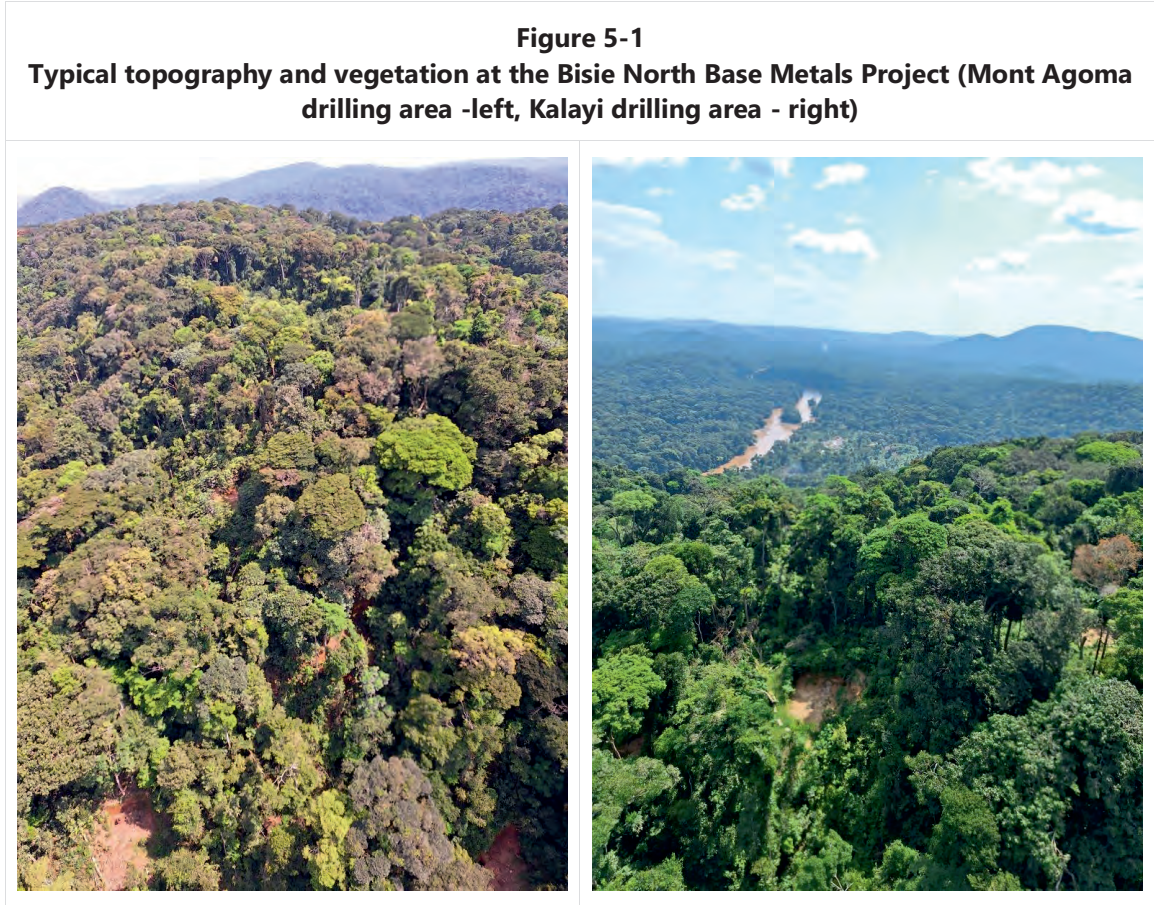 Figure 5-1
Typical topography and vegetation at the Bisie North Base Metals Project (Mont Agoma
drilling area -left, Kalayi drilling area - right)